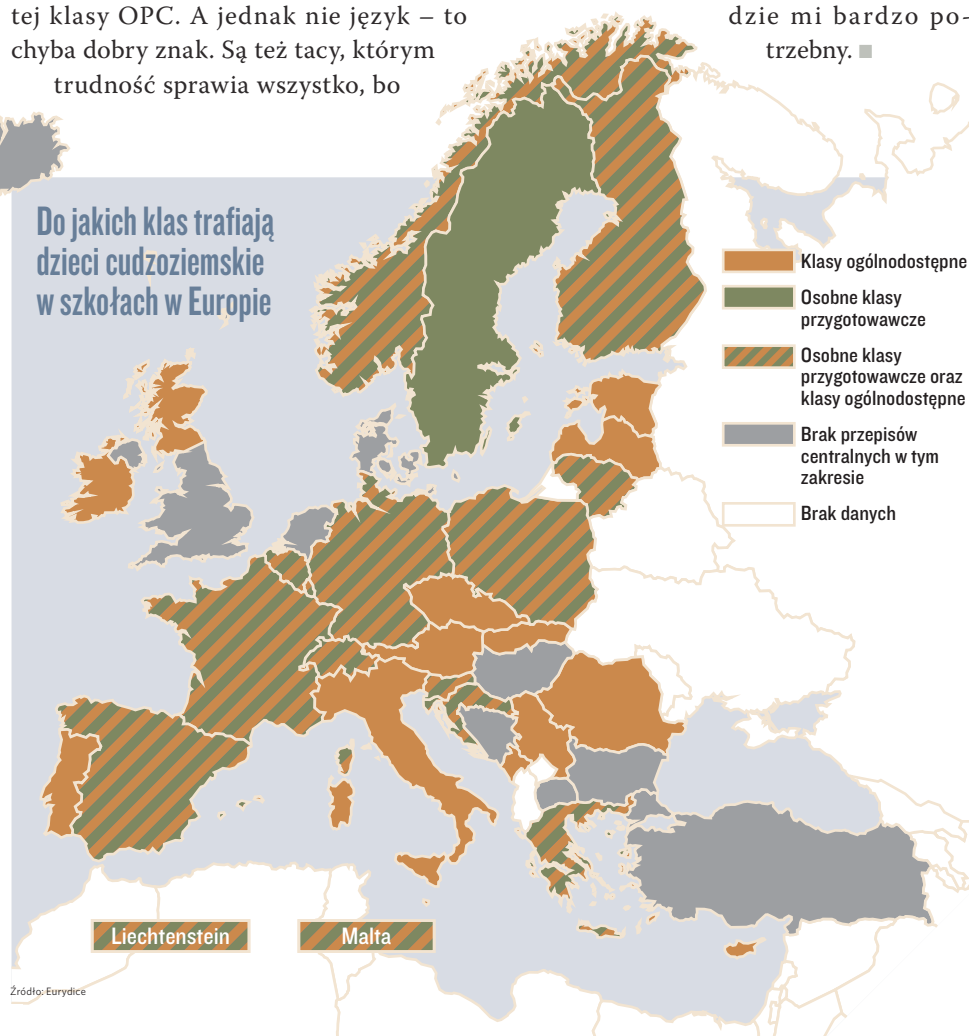 tej klasy OPC. A jednak nie język – to
chyba dobry znak. Są też tacy, którym
trudność sprawia wszystko, bo
dzie mi bardzo po-
trzebny. ■
Do jakich klas trafiają
dzieci cudzoziemskie
w szkołach w Europie
Klasy ogólnodostępne
Osobne klasy
przygotowawcze
Osobne klasy
przygotowawcze oraz
klasy ogólnodostępne
Brak przepisów
centralnych w tym
zakresie
Brak danych
Liechtenstein
Malta
Źródło: Eurydice